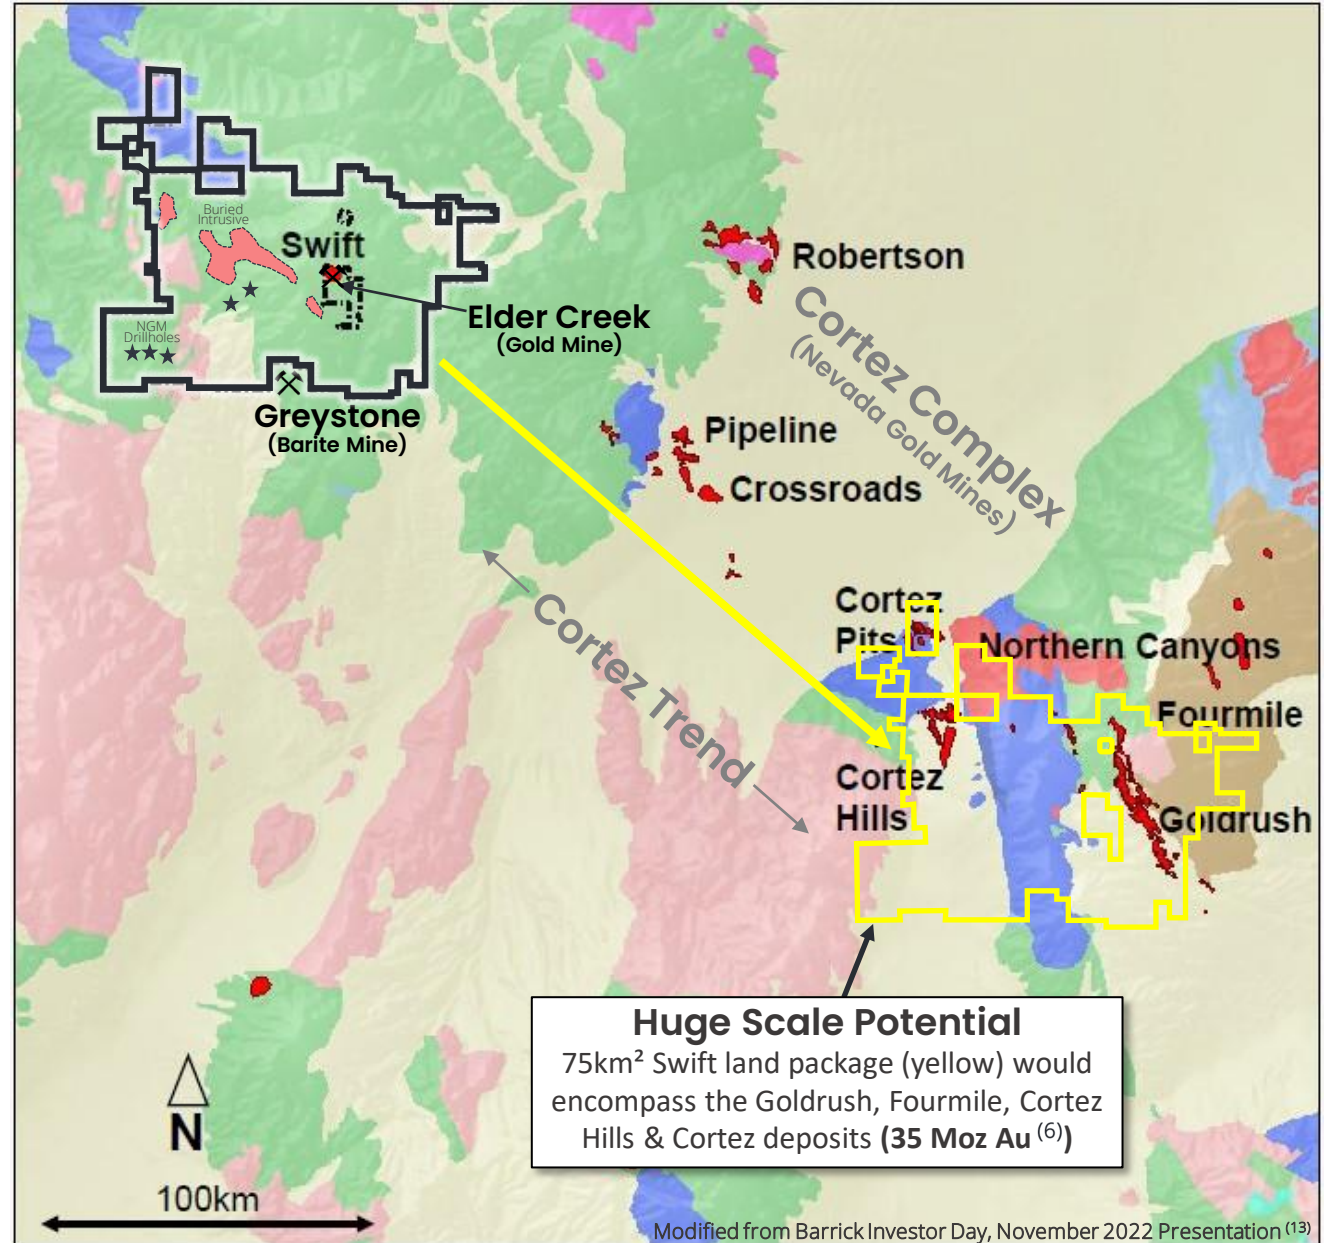 Buried
Intrusive
Swift
Robertson
Elder Creek
(Gold Mine)
NGM
Drillholes
Greystone
(Barite Mine)
Cortez Complex
(Nevada Gold Mines)
Pipeline
Crossroads
Cortez Trend
Cortez
Pits
Northern Canyons
Fourmile
Cortez
Hills
Goldrush
Huge Scale Potential
75km² Swift land package (yellow) would
encompass the Goldrush, Fourmile, Cortez
Hills & Cortez deposits (35 Moz Au (6))
N
100km
Modified from Barrick Investor Day, November 2022 Presentation (13)